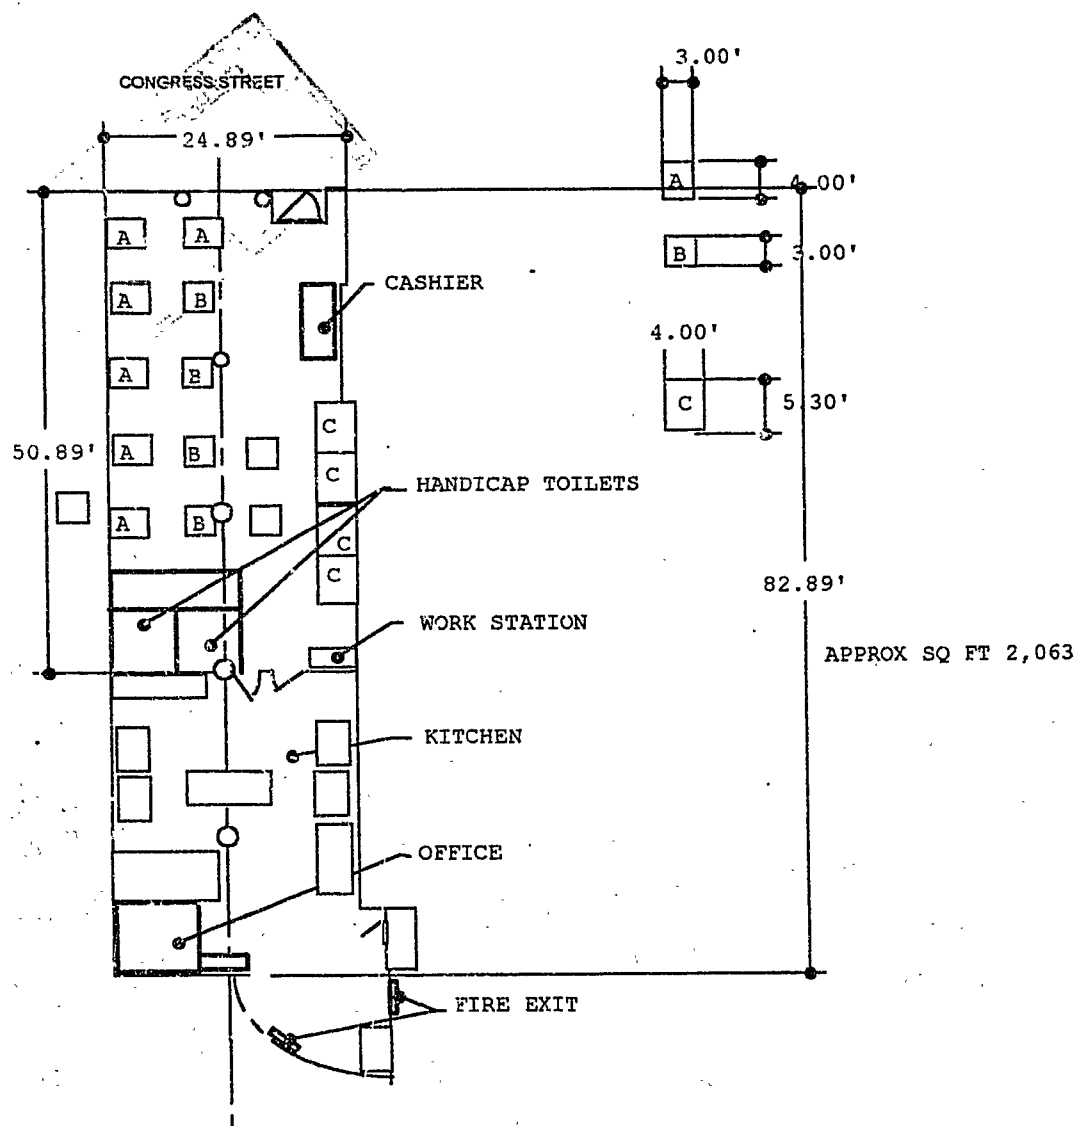 3.00'
CONGRESS STREET
24.89'
A
4.00'
A A
B
3.00'
CASHIER
A B
4.00'
A B
C
5.30'
C
50.89'
A B
C
HANDICAP TOILETS
A B
C
C
82.89'
WORK STATION
APPROX SQ FT 2,063
KITCHEN
OFFICE
FIRE EXIT